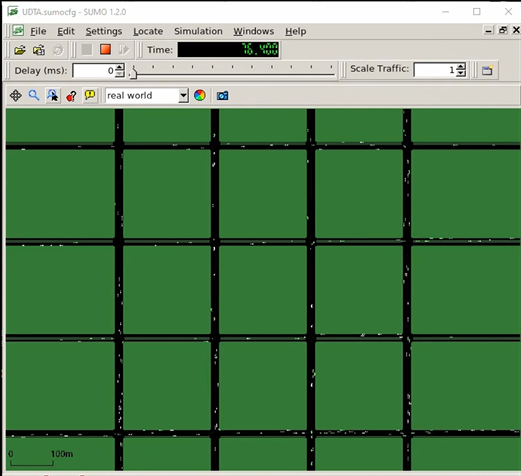 UDTA.sumocfg - SUMO 1.2.0
File Edit Settings Locate Simulation Windows Help
Time: 76.400
Delay (ms): 0 Scale Traffic: 1
real world
0 100m